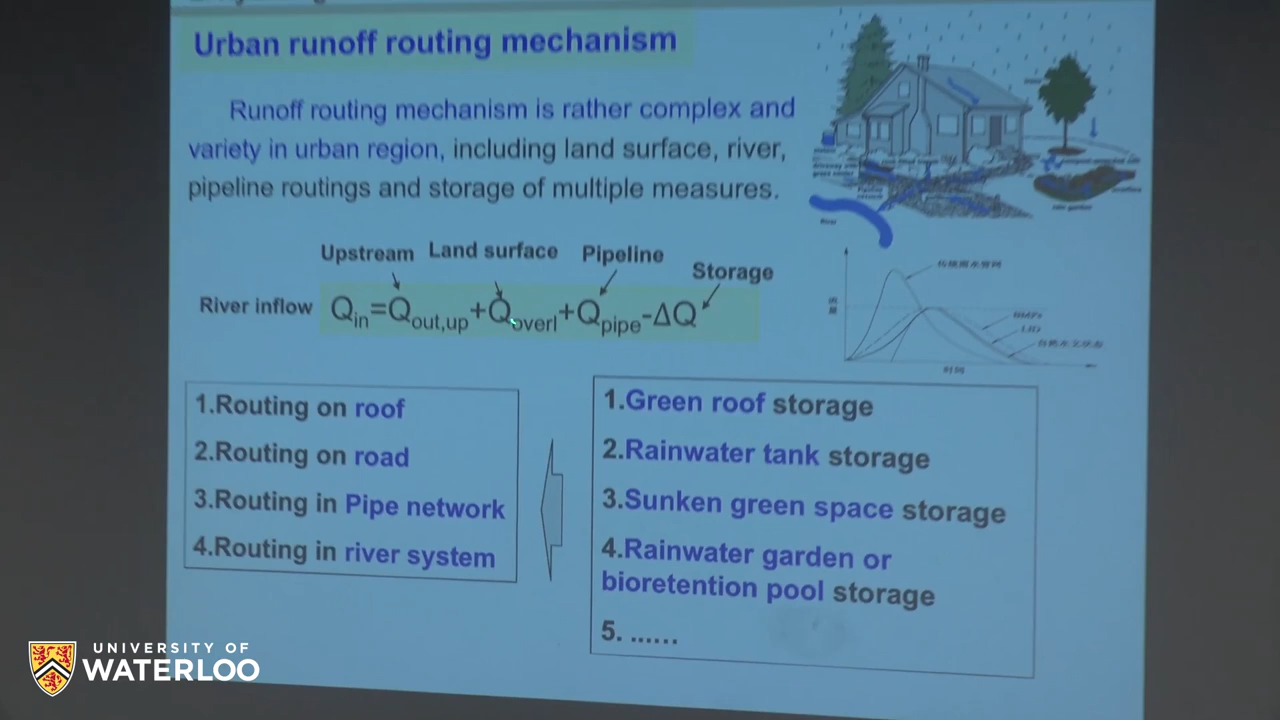 Urban runoff routing mechanism
Runoff routing mechanism is rather complex and
variety in urban region, including land surface, river,
pipeline routings and storage of multiple measures.
Upstream Land surface Pipeline Storage
River inflow Qin=Qout,up+Qoverl+Qpipe-ΔQ
1.Routing on roof
2.Routing on road
3.Routing in Pipe network
4.Routing in river system
1.Green roof storage
2.Rainwater tank storage
3.Sunken green space storage
4.Rainwater garden or
bioretention pool storage
5. ......
BMPs
LID
时间
UNIVERSITY OF
WATERLOO